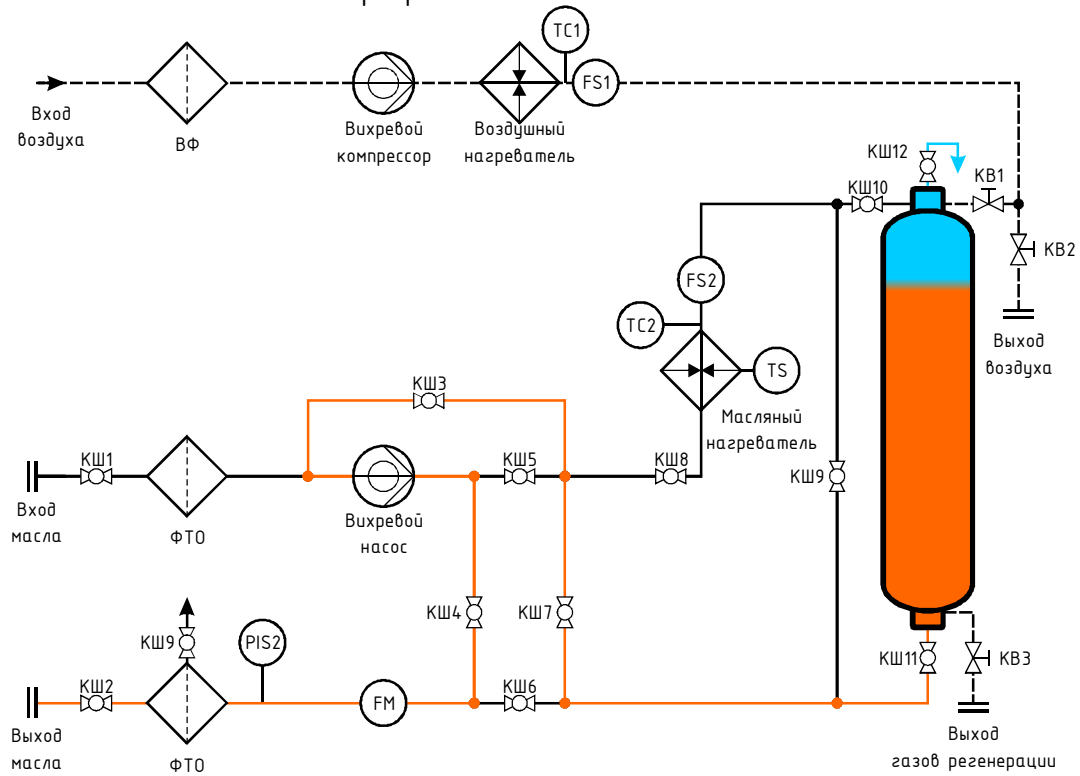 TC1
FS1
Вход
воздуха
ВФ
Вихревой
компрессор
Воздушный
нагреватель
КШ12
КВ1
КШ10
КВ2
FS2
TC2
TS
Выход
воздуха
КШ3
Масляный
нагреватель
КШ1
КШ5
КШ8
КШ9
Вход
масла
ФТО
Вихревой
насос
КШ4
КШ7
КШ9
PIS2
КШ11
КВ3
КШ2
FM
КШ6
Выход
масла
ФТО
Выход
газов регенерации